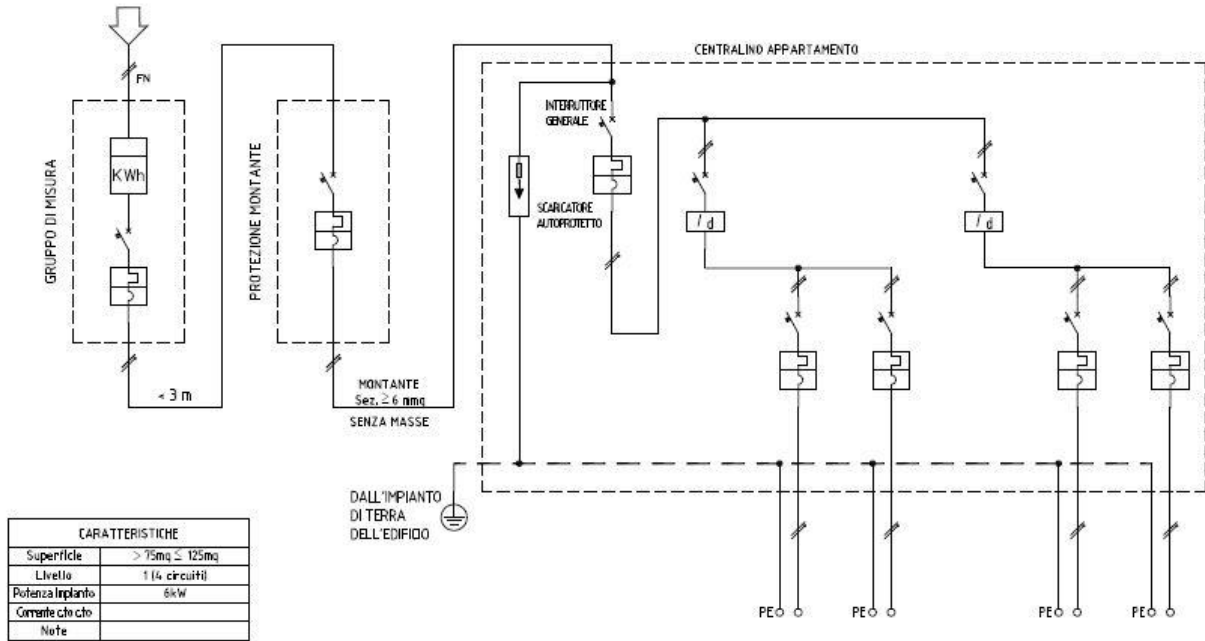 CENTRALINO APPARTAMENTO
FN
INTERRUTTORE
GENERALE
KWh
GRUPPO DI MISURA
PROTEZIONE MONTANTE
SCARICATORE
AUTOPROTETTO
I d
I d
< 3 m
MONTANTE
Sez. ≥ 6 mmq
SENZA MASSE
DALL'IMPIANTO
DI TERRA
DELL'EDIFICIO
CARATTERISTICHE
Superficie > 75mq ≤ 125mq
Livello 1 (4 circuiti)
Potenza Impianto 6kW
Corrente cto cto
Note
PE PE PE PE